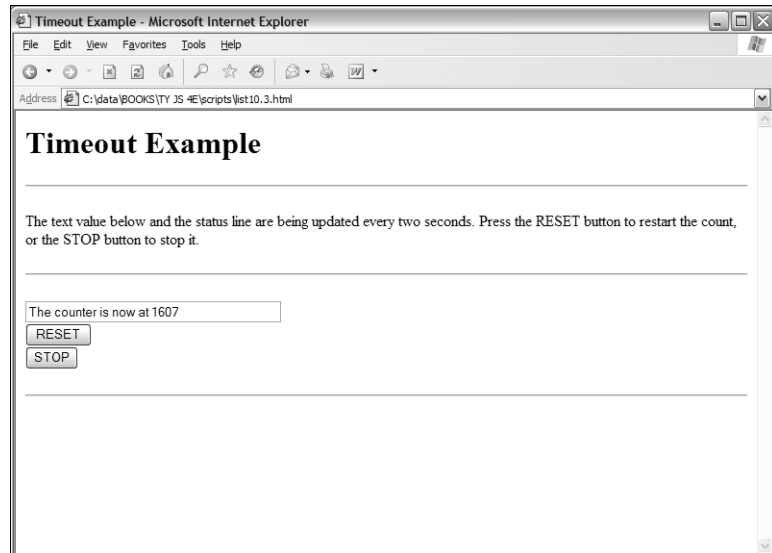 Timeout Example - Microsoft Internet Explorer
File Edit View Favorites Tools Help
Address C:\data\BOOKS\TY JS 4E\scripts\list10.3.html
Timeout Example
The text value below and the status line are being updated every two seconds. Press the RESET button to restart the count,
or the STOP button to stop it.
The counter is now at 1607
RESET
STOP